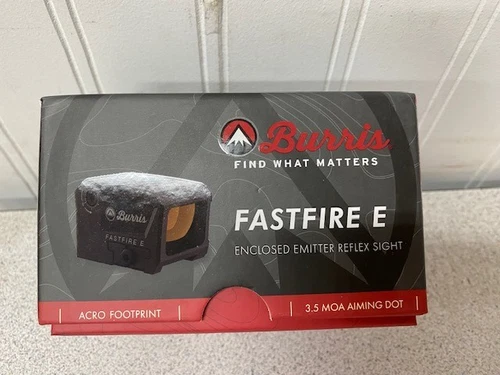 Burris
FIND WHAT MATTERS
FASTFIRE E
ENCLOSED EMITTER REFLEX SIGHT
Burris
FASTFIRE E
ACRO FOOTPRINT
3.5 MOA AIMING DOT